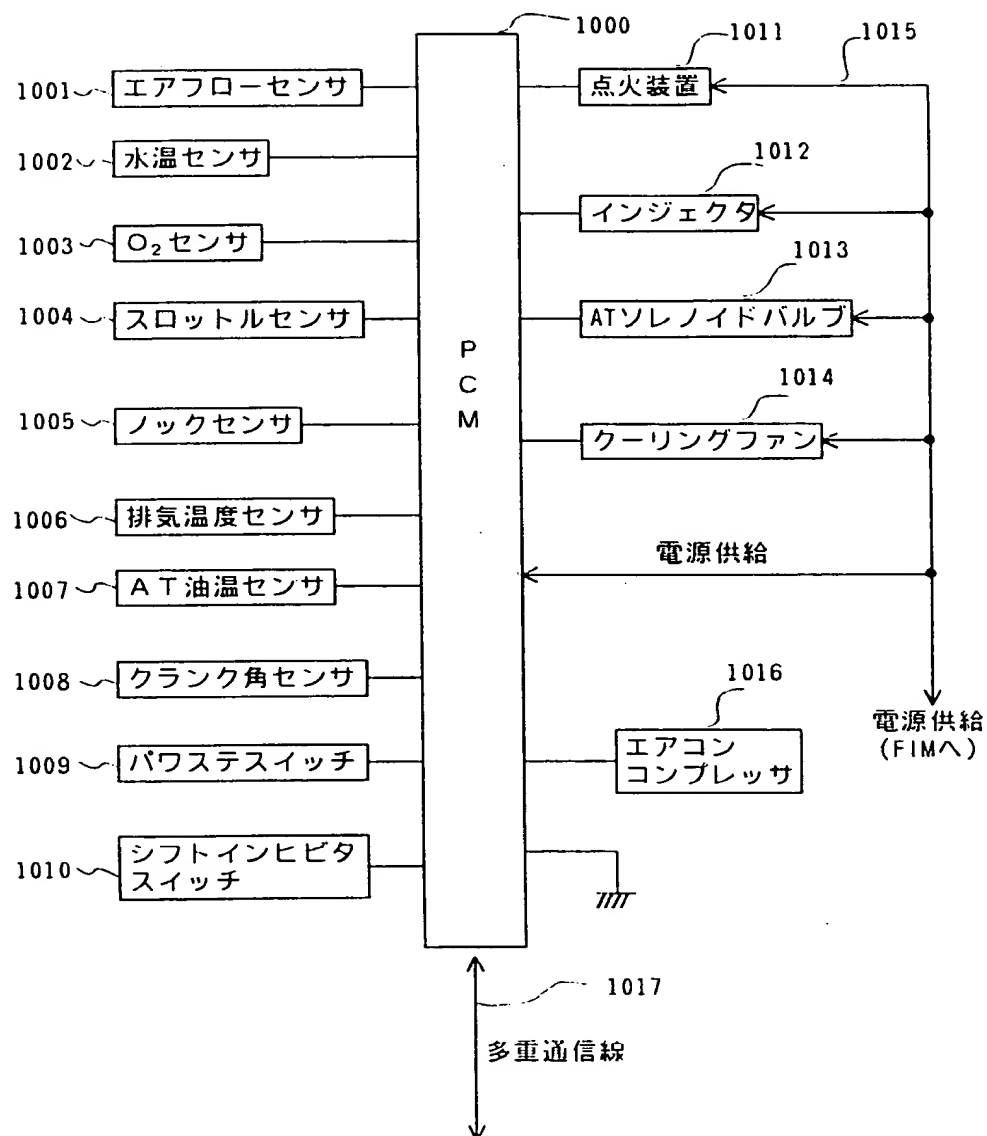 1000
1011
1015
1001
エアフローセンサ
点火装置
1002
水温センサ
1012
インジェクタ
1003
O₂センサ
1013
1004
スロットルセンサ
ATソレノイドバルブ
PCM
1014
1005
ノックセンサ
クーリングファン
1006
排気温度センサ
電源供給
1007
AT油温センサ
1008
クランク角センサ
1016
電源供給
(FIMへ)
エアコン
コンプレッサ
1009
パワステスイッチ
1010
シフトインヒビタ
スイッチ
1017
多重通信線